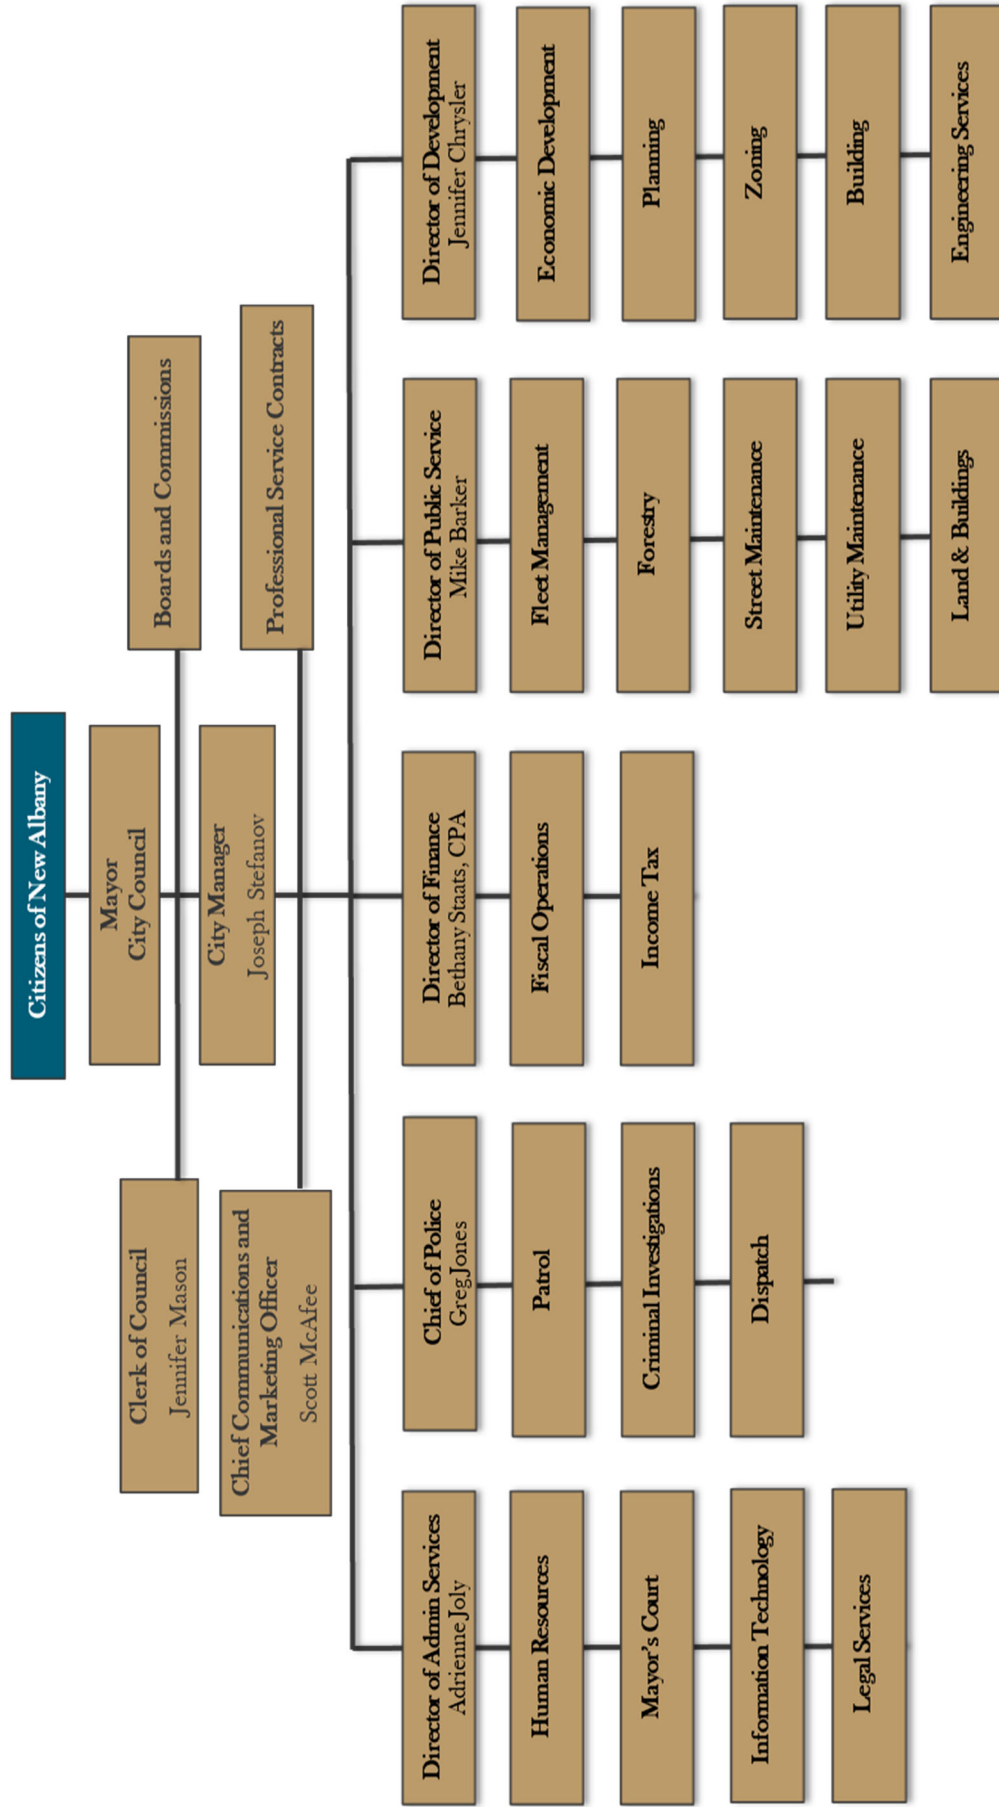 Citizens of New Albany
Mayor
City Council
Clerk of Council
Jennifer Mason
Boards and Commissions
City Manager
Joseph Stefanov
Chief Communications and
Marketing Officer
Scott McAfee
Professional Service Contracts
Director of Admin Services
Adrienne Joly
Human Resources
Mayor's Court
Information Technology
Legal Services
Chief of Police
Greg Jones
Patrol
Criminal Investigations
Dispatch
Director of Finance
Bethany Staats, CPA
Fiscal Operations
Income Tax
Director of Public Service
Mike Barker
Fleet Management
Forestry
Street Maintenance
Utility Maintenance
Land & Buildings
Director of Development
Jennifer Chrysler
Economic Development
Planning
Zoning
Building
Engineering Services